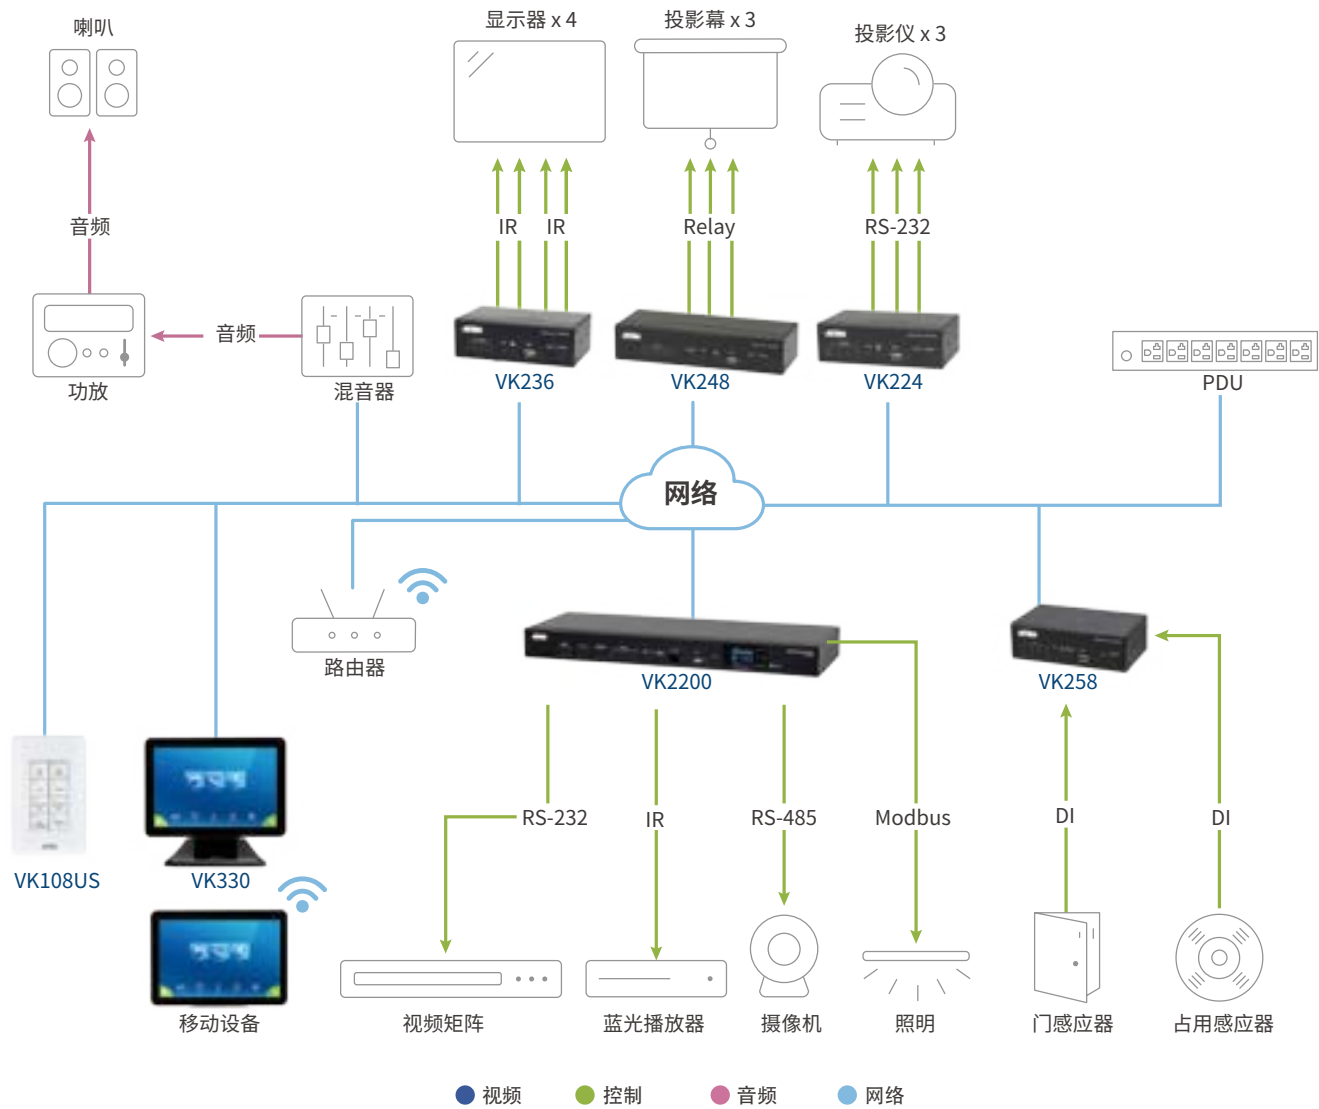 喇叭
显示器 x 4
投影幕 x 3
投影仪 x 3
音频
IR
IR
Relay
RS-232
音频
功放
混音器
VK236
VK248
VK224
PDU
网络
路由器
VK2200
VK258
RS-232
IR
RS-485
Modbus
DI
DI
VK108US
VK330
移动设备
视频矩阵
蓝光播放器
摄像机
照明
门感应器
占用感应器
视频
控制
音频
网络